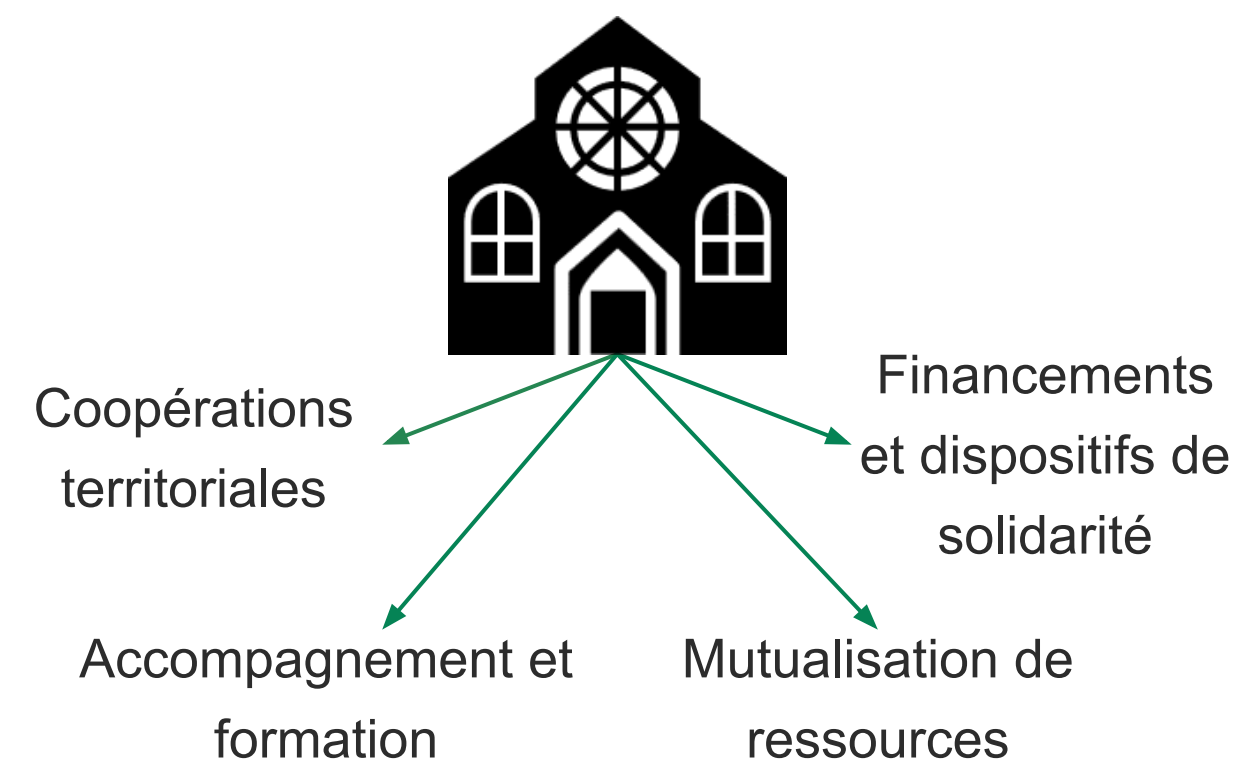 Coopérations
territoriales
Financements
et dispositifs de
solidarité
Accompagnement et
formation
Mutualisation de
ressources